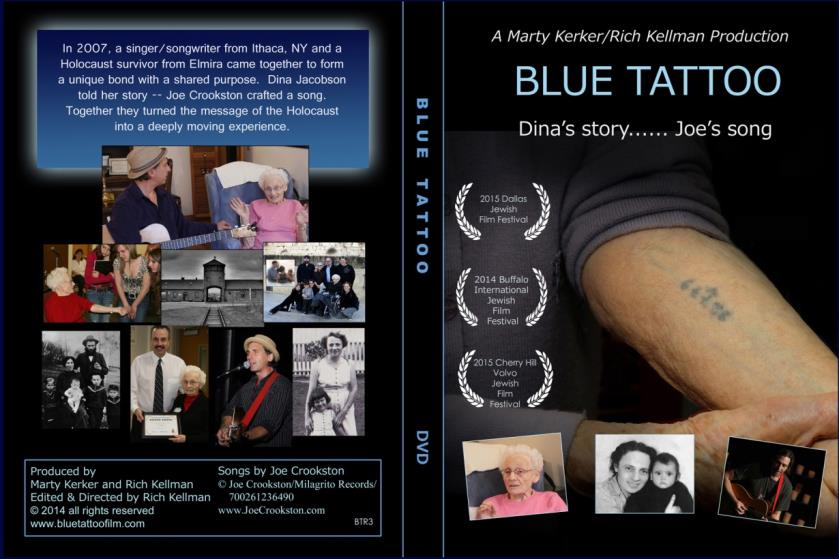 In 2007, a singer/songwriter from Ithaca, NY and a
Holocaust survivor from Elmira came together to form
a unique bond with a shared purpose.  Dina Jacobson
told her story -- Joe Crookston crafted a song.
Together they turned the message of the Holocaust
into a deeply moving experience.
Produced by
Marty Kerker and Rich Kellman
Edited & Directed by Rich Kellman
© 2014 all rights reserved
www.bluetattoofilm.com
Songs by Joe Crookston
© Joe Crookston/Milagrito Records/
700261236490
www.JoeCrookston.com
BTR3
BLUE TATTOO
DVD
A Marty Kerker/Rich Kellman Production
BLUE TATTOO
Dina's story...... Joe's song
2015 Dallas
Jewish
Film Festival
2014 Buffalo
International
Jewish
Film
Festival
2015 Cherry Hill
Volvo
Jewish
Film
Festival